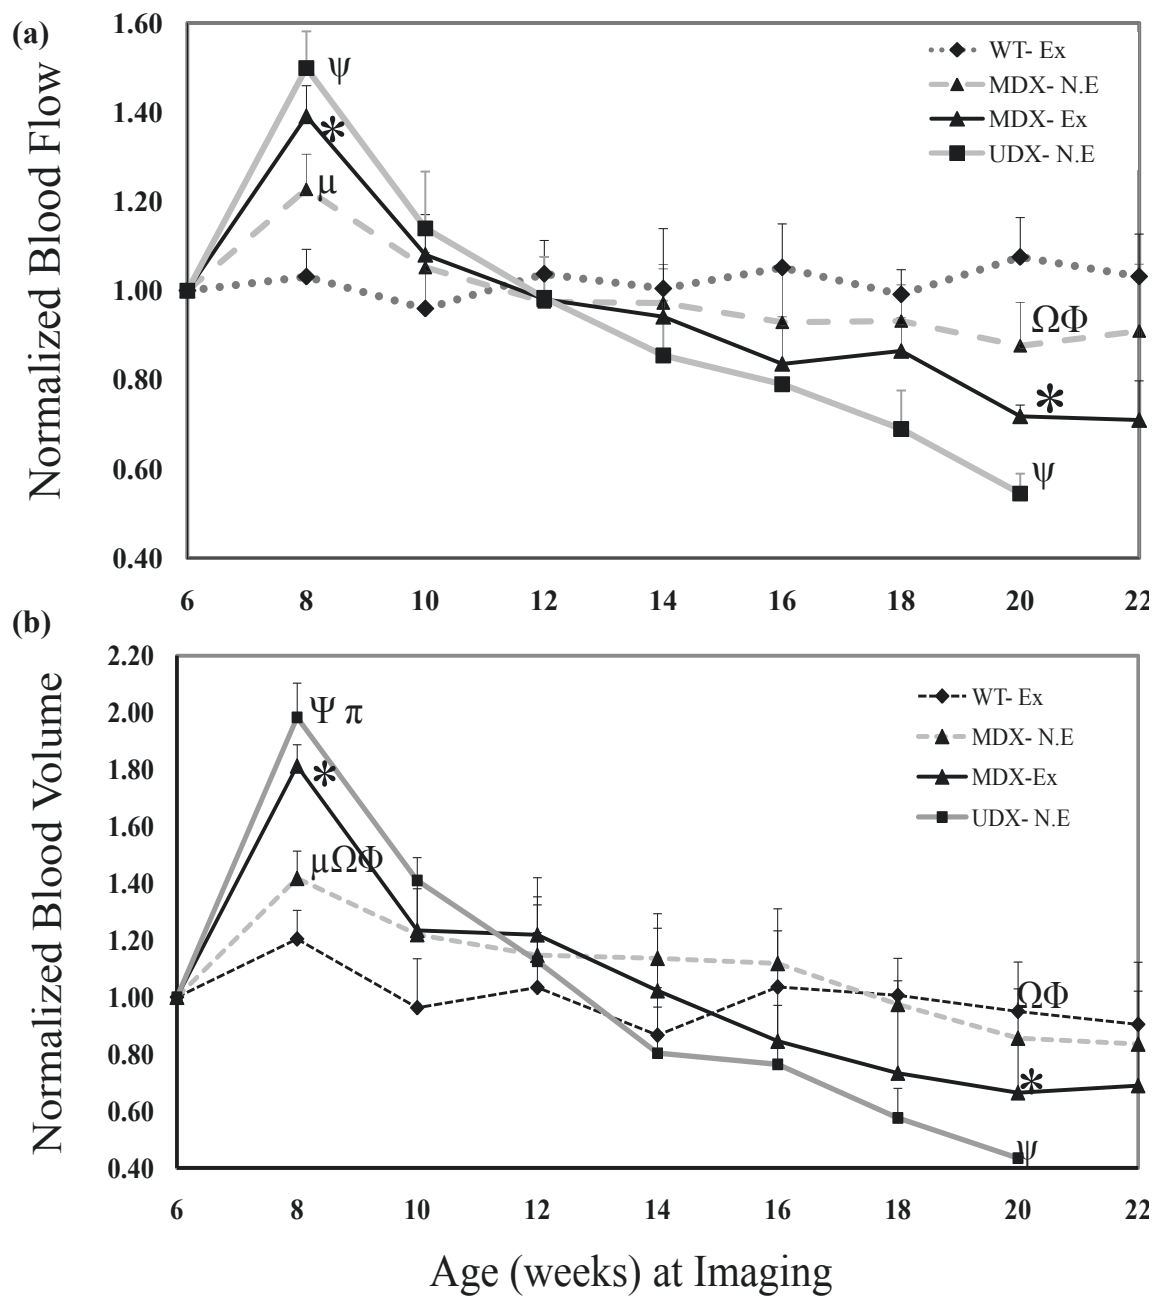 (a)
Normalized Blood Flow
1.60
1.40
1.20
1.00
0.80
0.60
0.40
WT- Ex
MDX- N.E
MDX- Ex
UDX- N.E
ψ
*
μ
ΩΦ
*
ψ
6 8 10 12 14 16 18 20 22
(b)
Normalized Blood Volume
2.20
2.00
1.80
1.60
1.40
1.20
1.00
0.80
0.60
0.40
WT- Ex
MDX- N.E
MDX-Ex
UDX- N.E
Ψ π
*
μΩΦ
ΩΦ
*
ψ
6 8 10 12 14 16 18 20 22
Age (weeks) at Imaging